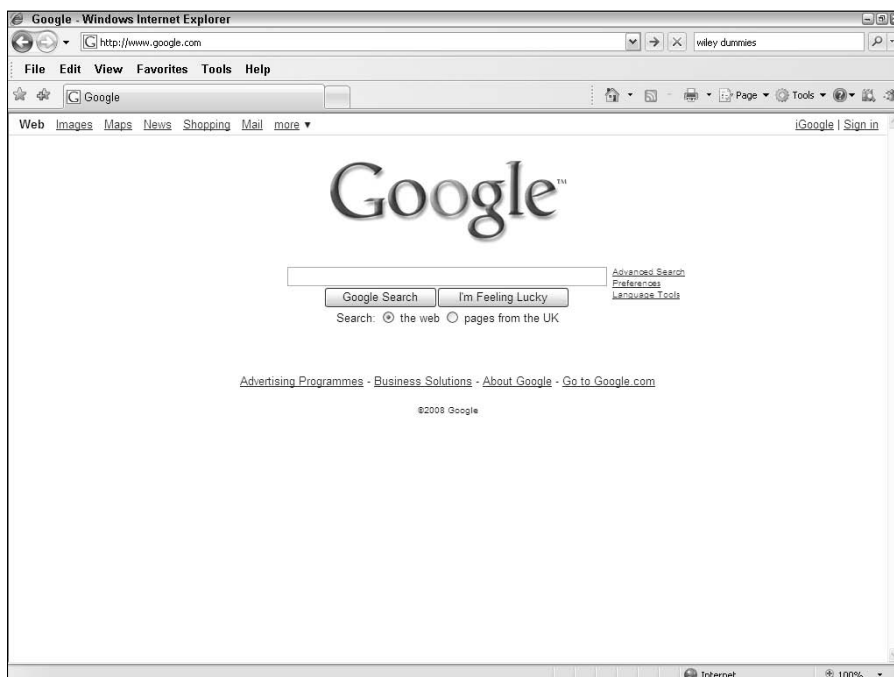 Google - Windows Internet Explorer
http://www.google.com wiley dummies
File Edit View Favorites Tools Help
Google Page Tools
Web Images Maps News Shopping Mail more ▼ iGoogle | Sign in
Google™
Advanced Search
Preferences
Language Tools
Google Search I'm Feeling Lucky
Search: the web pages from the UK
Advertising Programmes - Business Solutions - About Google - Go to Google.com
©2008 Google
Internet 100%